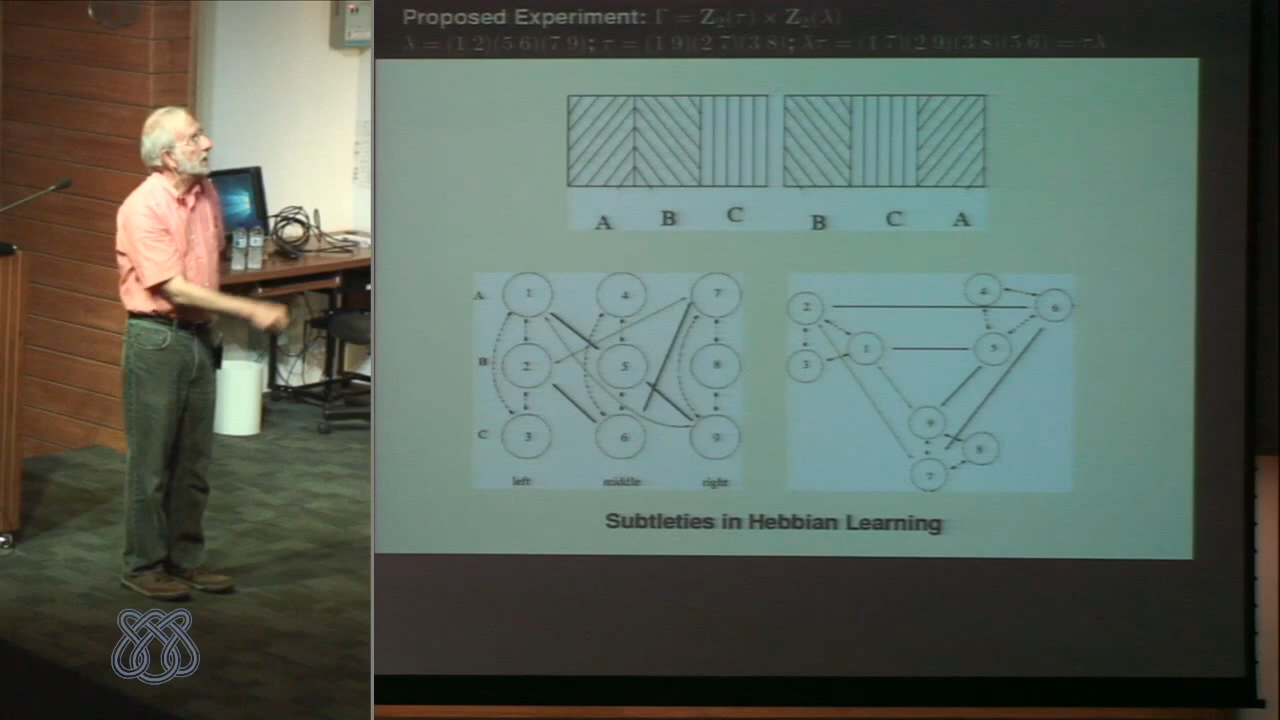 Proposed Experiment: Γ = Z₂(τ) × Z₂(λ)
λ = (1 2)(5 6)(7 9); τ = (1 9)(2 7)(3 8); λτ = (1 7)(2 9)(3 8)(5 6) = τλ
A B C B C A
A 1 4 7
B 2 5 8
C 3 6 9
left middle right
4
2 6
1 5
3
9
8
7
Subtleties in Hebbian Learning